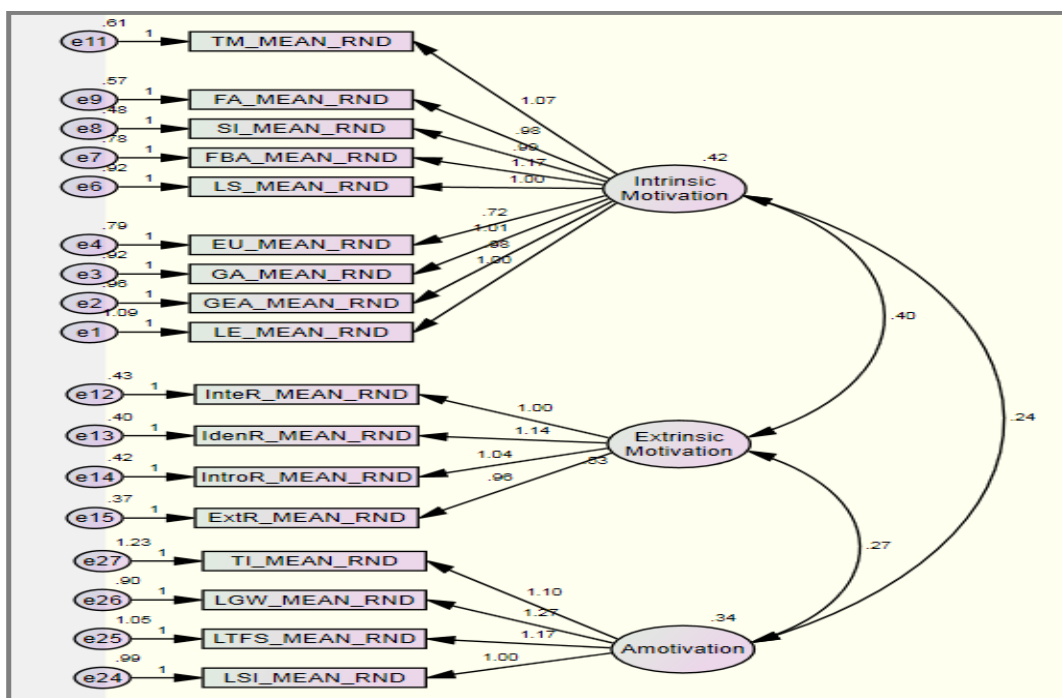 .61
e11 1 TM_MEAN_RND
1.07
.57
e9 1 FA_MEAN_RND
.98
.48
e8 1 SI_MEAN_RND
.99
.78
e7 1 FBA_MEAN_RND
1.17
.92
e6 1 LS_MEAN_RND
1.00
.42
Intrinsic
Motivation
.72
.79
e4 1 EU_MEAN_RND
1.01
.92
e3 1 GA_MEAN_RND
.98
.96
e2 1 GEA_MEAN_RND
1.00
1.09
e1 1 LE_MEAN_RND
.40
.24
.43
e12 1 InteR_MEAN_RND
1.00
.40
e13 1 IdenR_MEAN_RND
1.14
Extrinsic
Motivation
.42
e14 1 IntroR_MEAN_RND
1.04
.37
e15 1 ExtR_MEAN_RND
.96
.27
1.23
e27 1 TI_MEAN_RND
1.10
.90
e26 1 LGW_MEAN_RND
1.27
.34
Amotivation
1.05
e25 1 LTFS_MEAN_RND
1.17
.99
e24 1 LSI_MEAN_RND
1.00